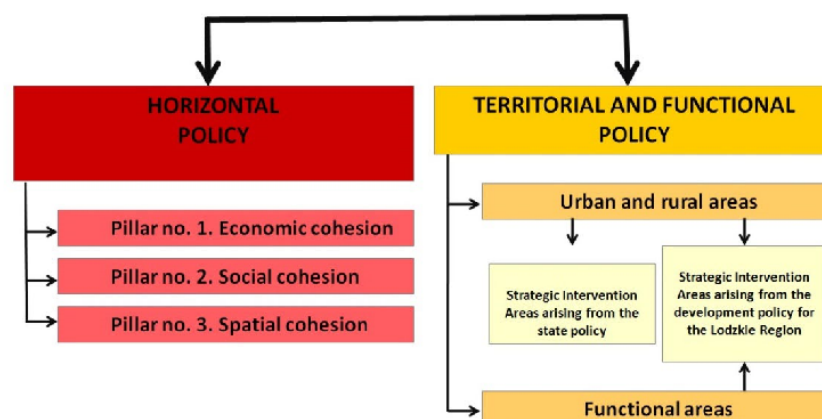 HORIZONTAL
POLICY
Pillar no. 1. Economic cohesion
Pillar no. 2. Social cohesion
Pillar no. 3. Spatial cohesion
TERRITORIAL AND FUNCTIONAL
POLICY
Urban and rural areas
Strategic Intervention
Areas arising from the
state policy
Strategic Intervention
Areas arising from the
development policy for
the Lodzkie Region
Functional areas